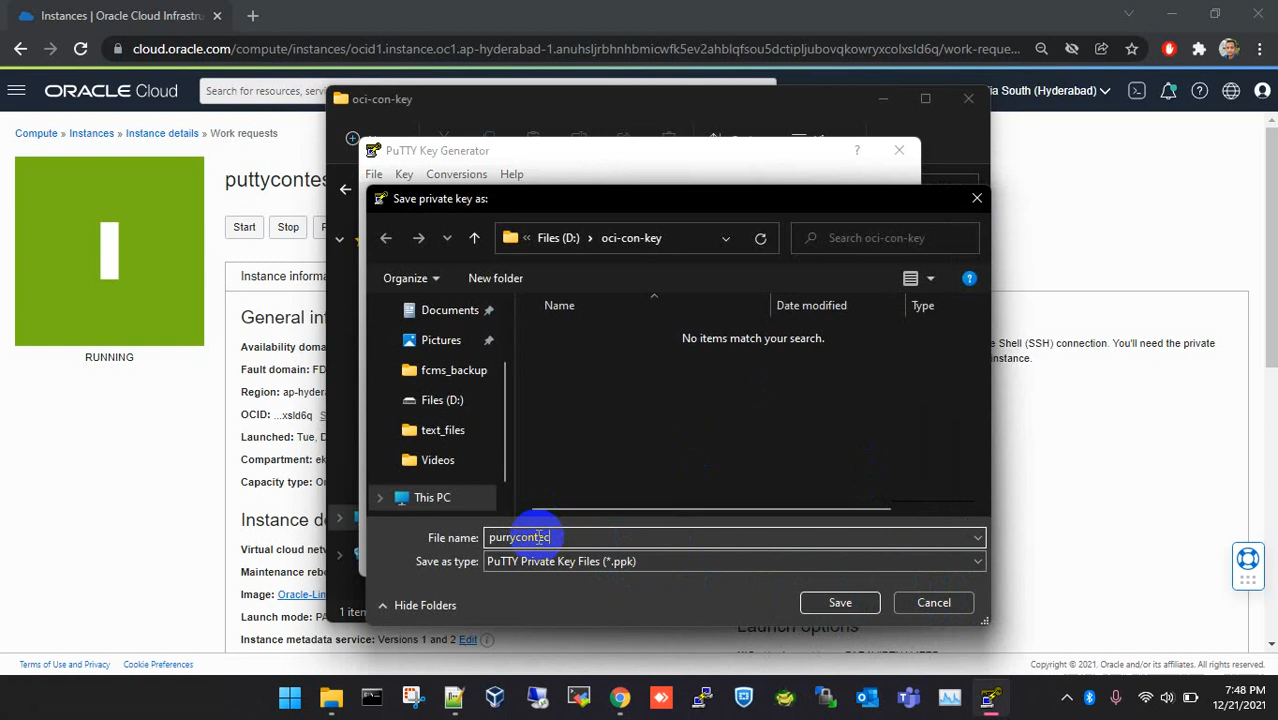 Instances | Oracle Cloud Infrastru
cloud.oracle.com/compute/instances/ocid1.instance.oc1.ap-hyderabad-1.anuhsljrbhnhbmicwfk5ev2ahblqfsou5dctipljubovqkowryxcolxsld6q/work-reque...
ORACLE Cloud
Search for resources, servi
ia South (Hyderabad)
oci-con-key
Compute » Instances » Instance details » Work requests
PuTTY Key Generator
File Key Conversions Help
puttycontes
Save private key as:
Start Stop
« Files (D:) › oci-con-key
Search oci-con-key
Organize New folder
Instance informa
Name Date modified Type
General in
Documents
No items match your search.
Pictures
Availability doma
Fault domain: FD
Region: ap-hydera
OCID: ...xsld6q S
Launched: Tue, D
Compartment: ek
Capacity type: O
fcms_backup
Files (D:)
text_files
Videos
This PC
e Shell (SSH) connection. You'll need the private
nstance.
RUNNING
Instance de
Virtual cloud netwo
Maintenance rebo
Image: Oracle-Lin
Launch mode: PA
Instance metadata service: Versions 1 and 2 Edit
File name: purrycontec
Save as type: PuTTY Private Key Files (*.ppk)
Hide Folders
Save Cancel
1 item
Launch options
Terms of Use and Privacy Cookie Preferences
Copyright © 2021, Oracle and/or its affiliates. All rights reserved.
7:48 PM
12/21/2021